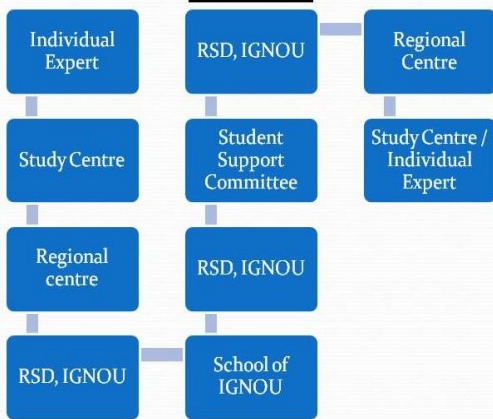 Individual
Expert
Study Centre
Regional
centre
RSD, IGNOU
School of
IGNOU
RSD, IGNOU
Student
Support
Committee
RSD, IGNOU
Regional
Centre
Study Centre /
Individual
Expert